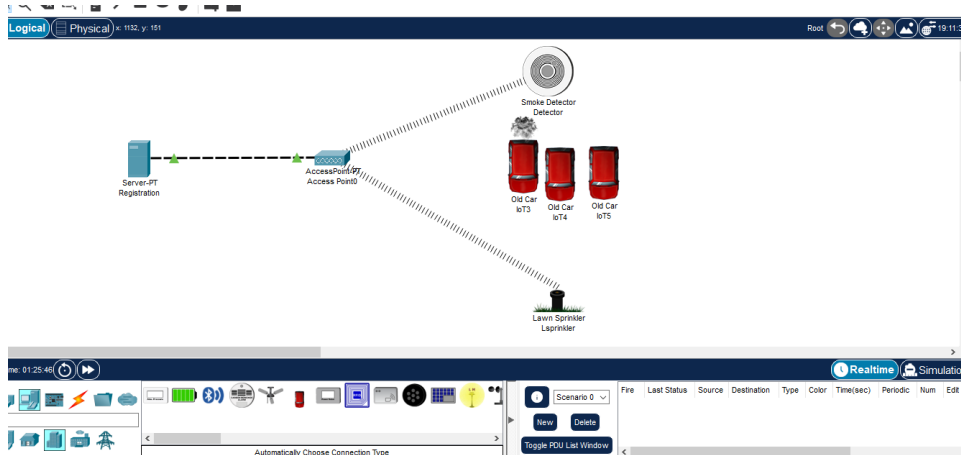 Logical
Physical
x: 1132, y: 151
Root
19:11:3
Smoke Detector
Detector
Server-PT
Registration
AccessPoint-PT
Access Point0
Old Car
IoT3
Old Car
IoT4
Old Car
IoT5
Lawn Sprinkler
Lsprinkler
me: 01:25:46
Realtime
Simulatio
Scenario 0
New
Delete
Toggle PDU List Window
Fire Last Status Source Destination Type Color Time(sec) Periodic Num Edit
Automatically Choose Connection Type